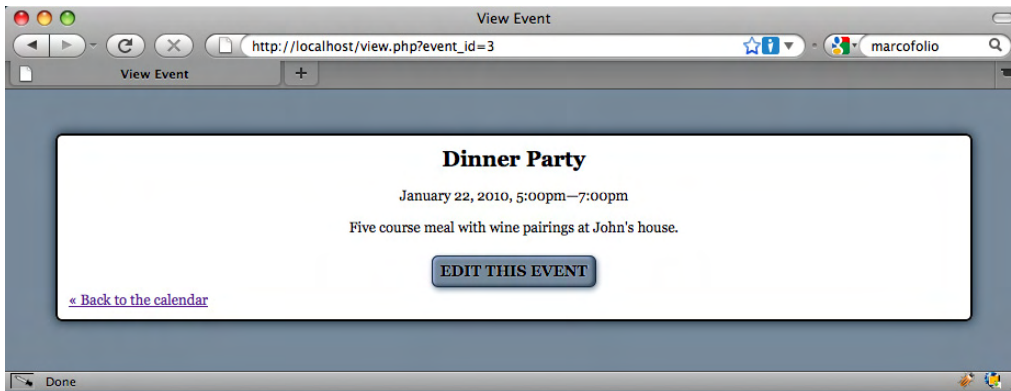 View Event
http://localhost/view.php?event_id=3
marcofolio
View Event
Dinner Party
January 22, 2010, 5:00pm—7:00pm
Five course meal with wine pairings at John's house.
EDIT THIS EVENT
« Back to the calendar
Done